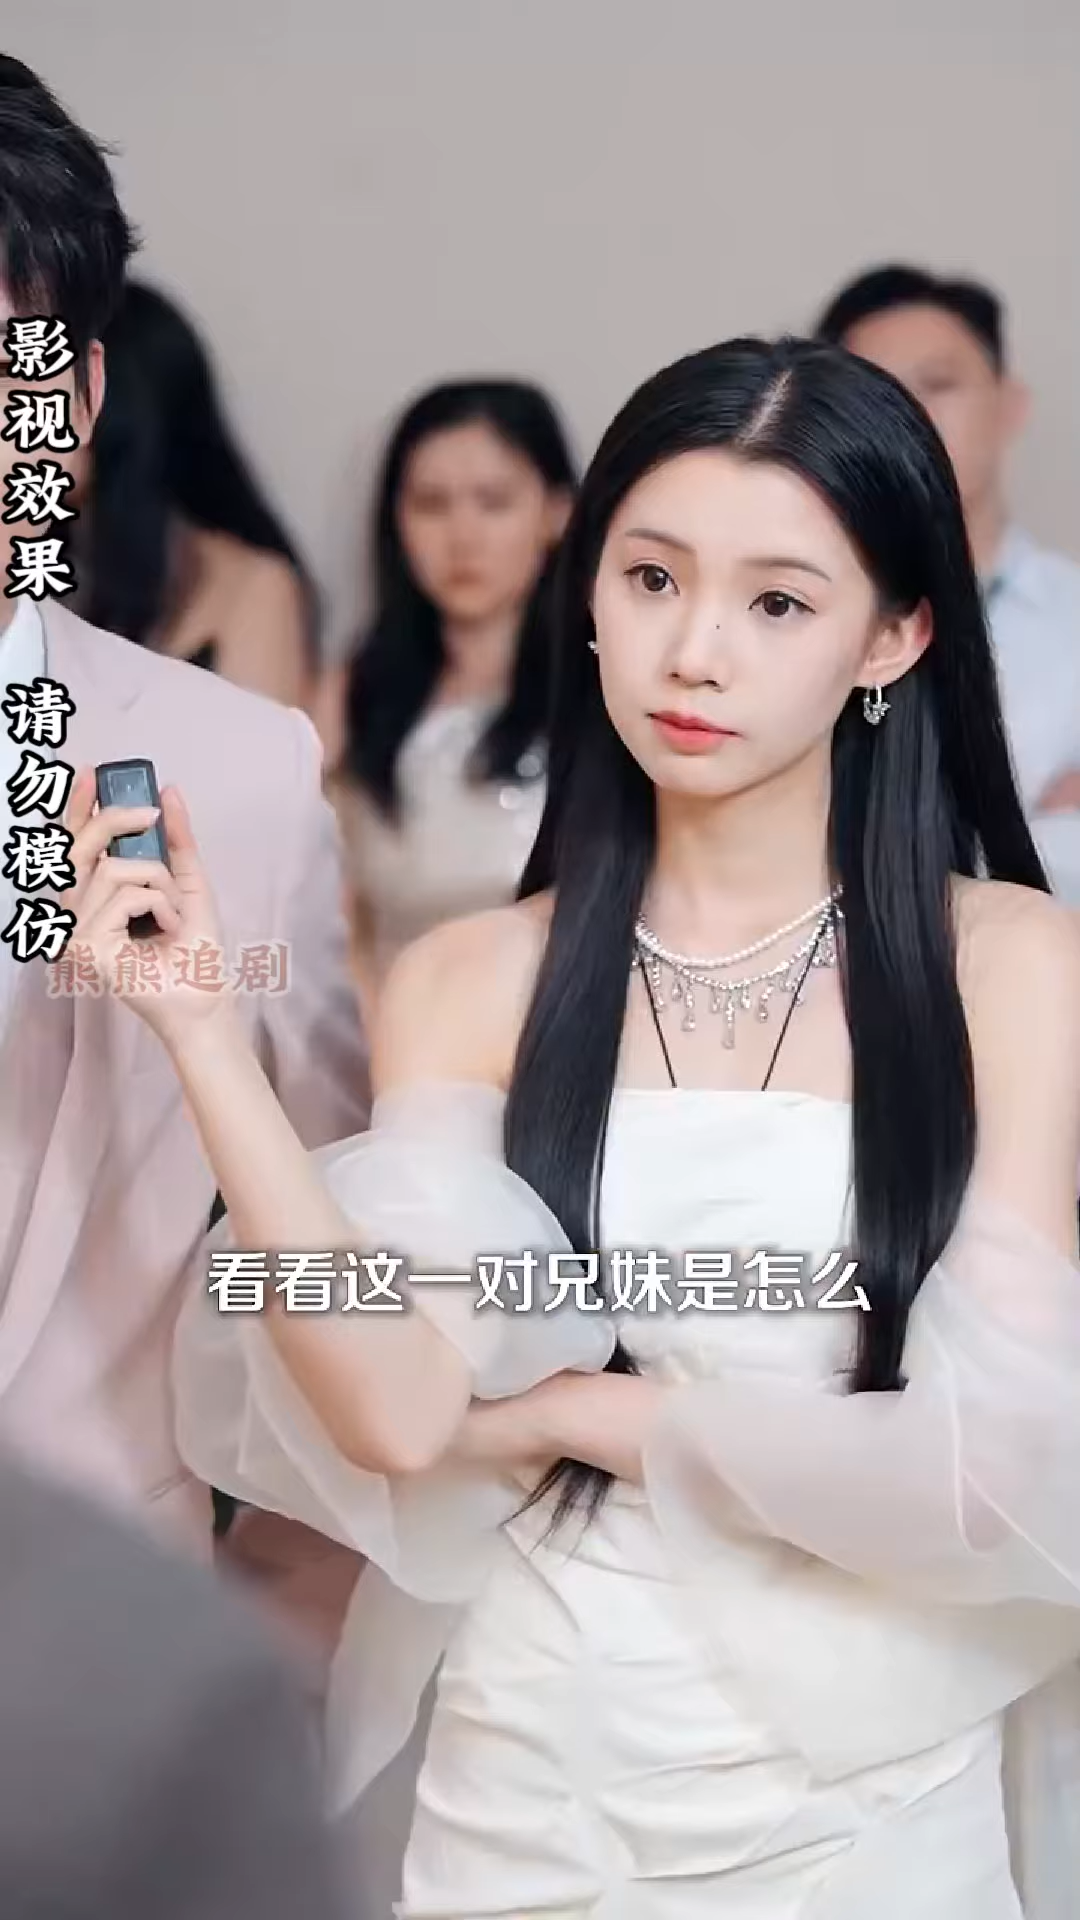 影视效果 请勿模仿
熊熊追剧
看看这一对兄妹是怎么